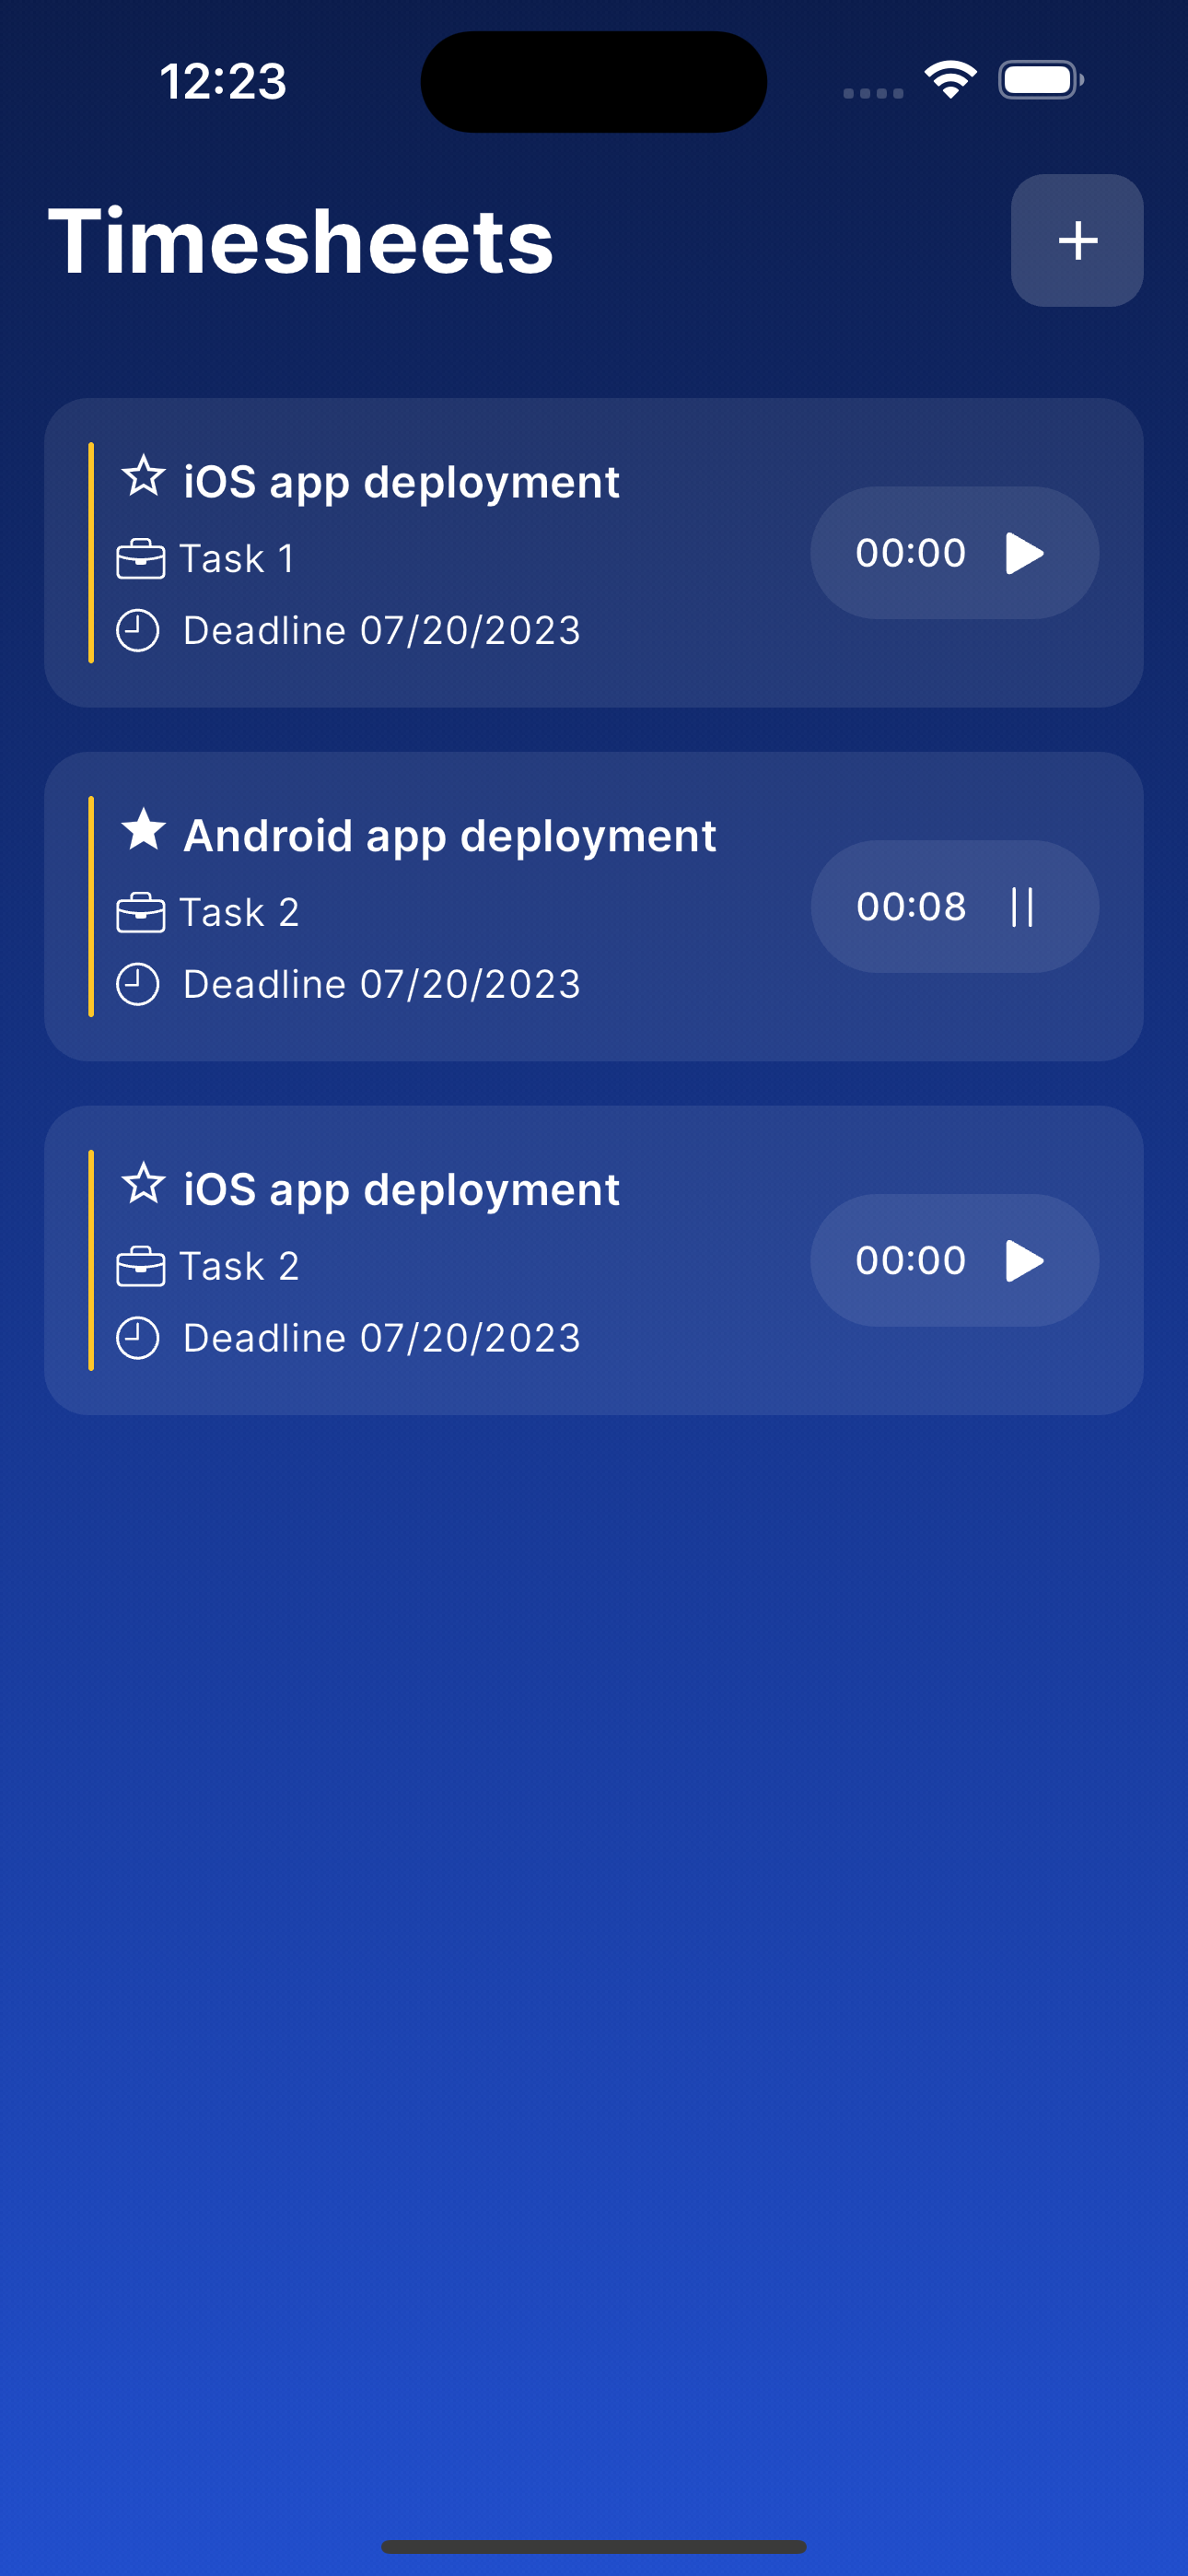 12:23
Timesheets
+
iOS app deployment
Task 1
Deadline 07/20/2023
00:00
Android app deployment
Task 2
Deadline 07/20/2023
00:08
iOS app deployment
Task 2
Deadline 07/20/2023
00:00